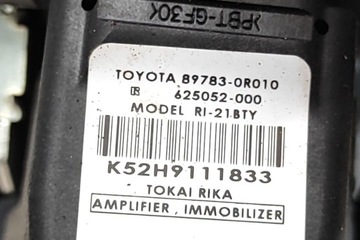 >PBT-GF30<
TOYOTA 89783-0R010
625052-000
MODEL RI-21BTY
K52H9111833
TOKAI RIKA
AMPLIFIER, IMMOBILIZER